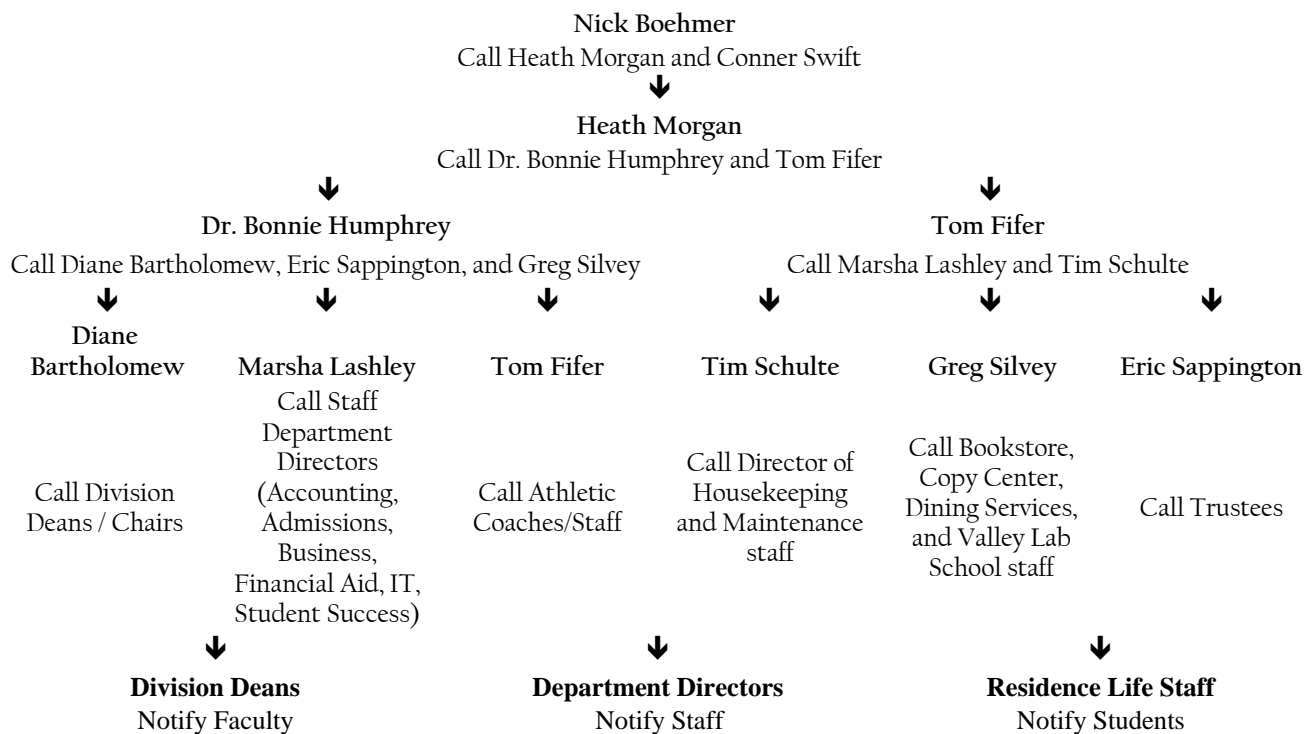 Nick Boehmer
Call Heath Morgan and Conner Swift
Heath Morgan
Call Dr. Bonnie Humphrey and Tom Fifer
Dr. Bonnie Humphrey
Call Diane Bartholomew, Eric Sappington, and Greg Silvey
Tom Fifer
Call Marsha Lashley and Tim Schulte
Diane
Bartholomew
Call Division
Deans / Chairs
Marsha Lashley
Call Staff
Department
Directors
(Accounting,
Admissions,
Business,
Financial Aid, IT,
Student Success)
Tom Fifer
Call Athletic
Coaches/Staff
Tim Schulte
Call Director of
Housekeeping
and Maintenance
staff
Greg Silvey
Call Bookstore,
Copy Center,
Dining Services,
and Valley Lab
School staff
Eric Sappington
Call Trustees
Division Deans
Notify Faculty
Department Directors
Notify Staff
Residence Life Staff
Notify Students